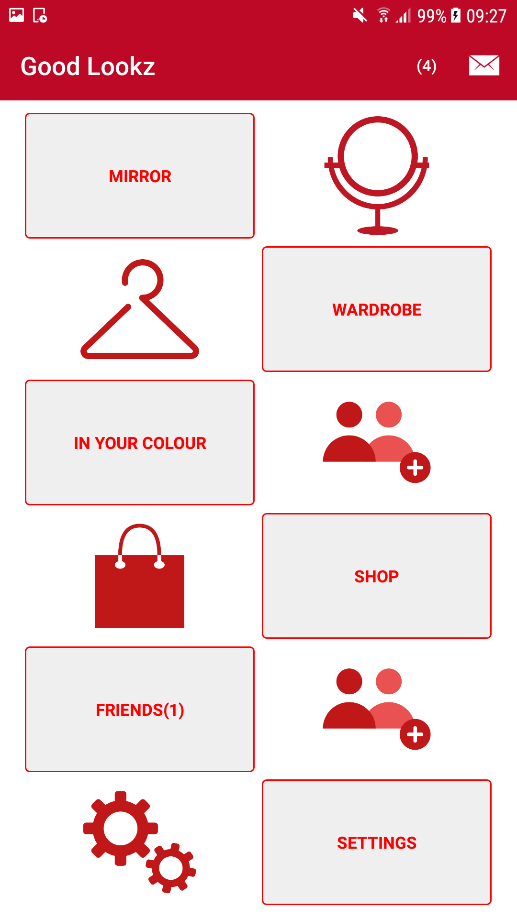 99% 09:27
Good Lookz (4)
MIRROR
WARDROBE
IN YOUR COLOUR
SHOP
FRIENDS(1)
SETTINGS